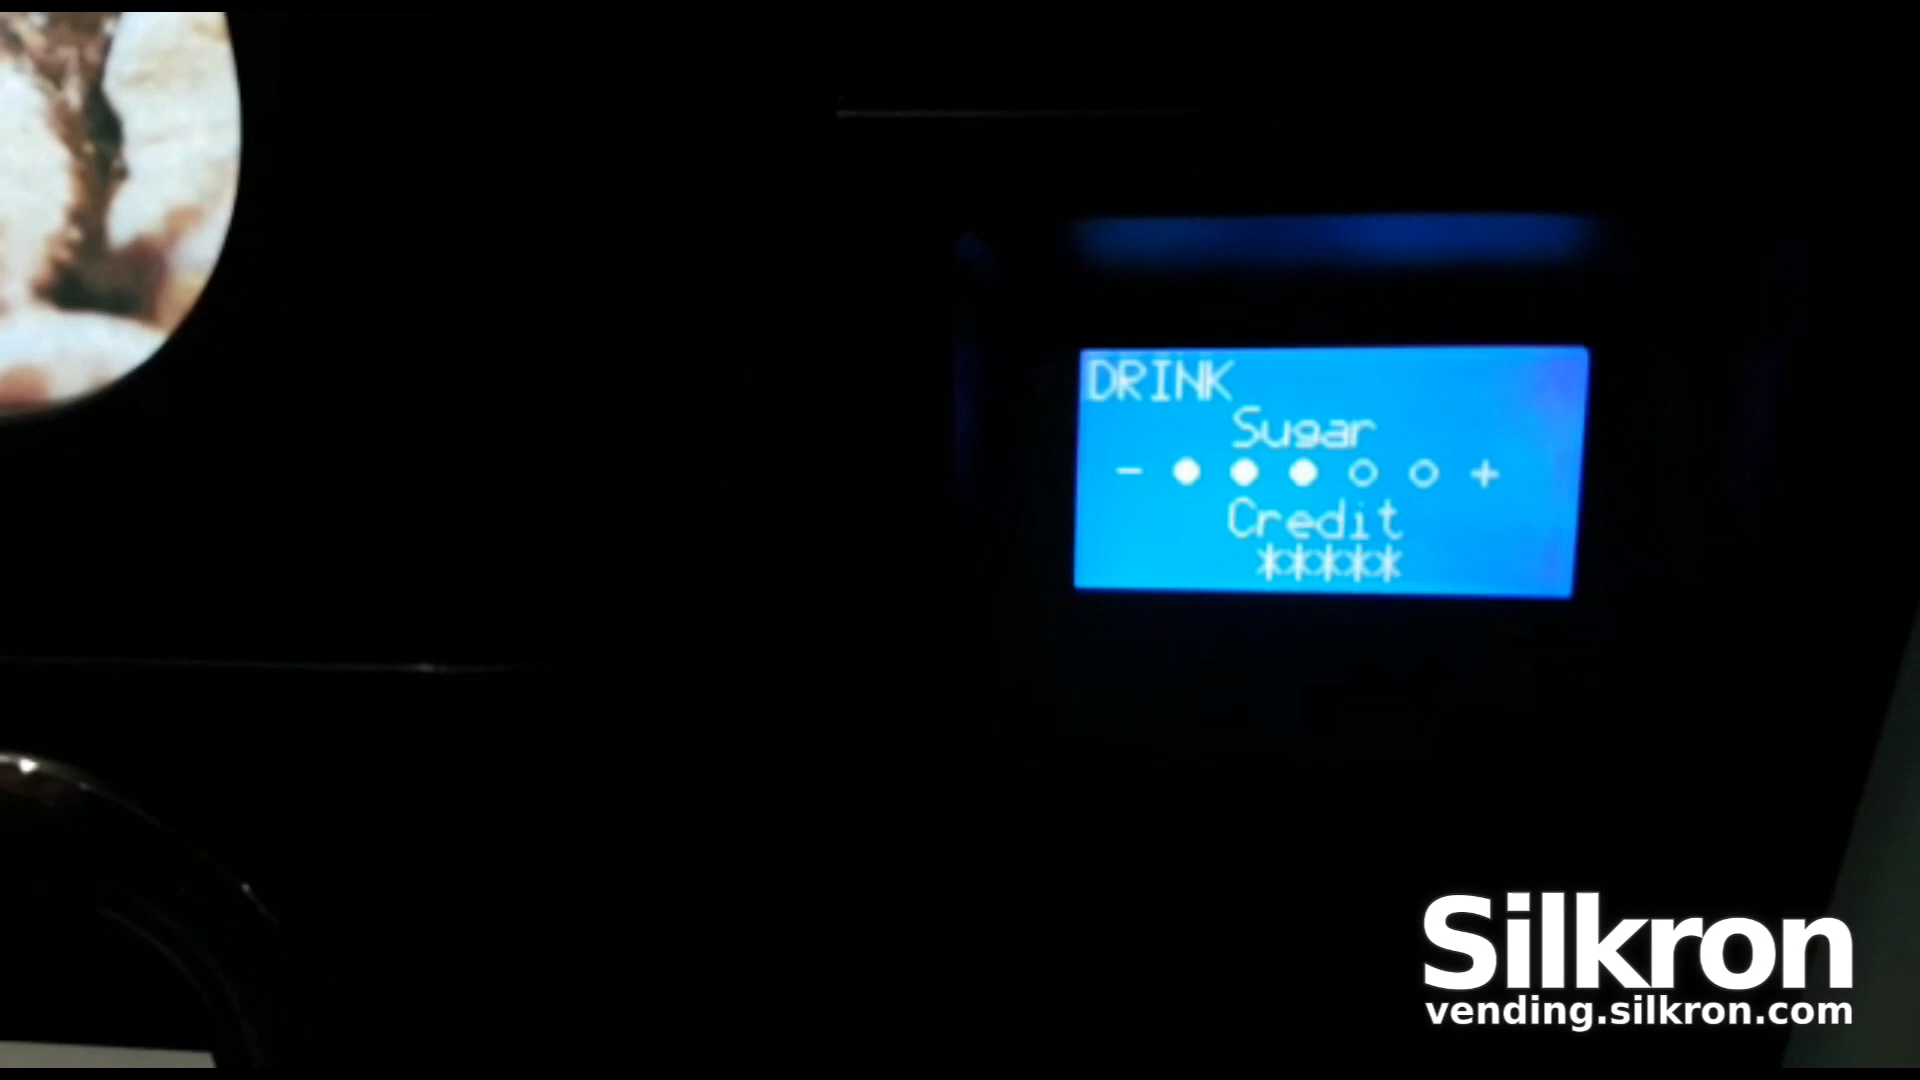 DRINK
Sugar
- ● ● ● ○ ○ +
Credit
*****
Silkron
vending.silkron.com